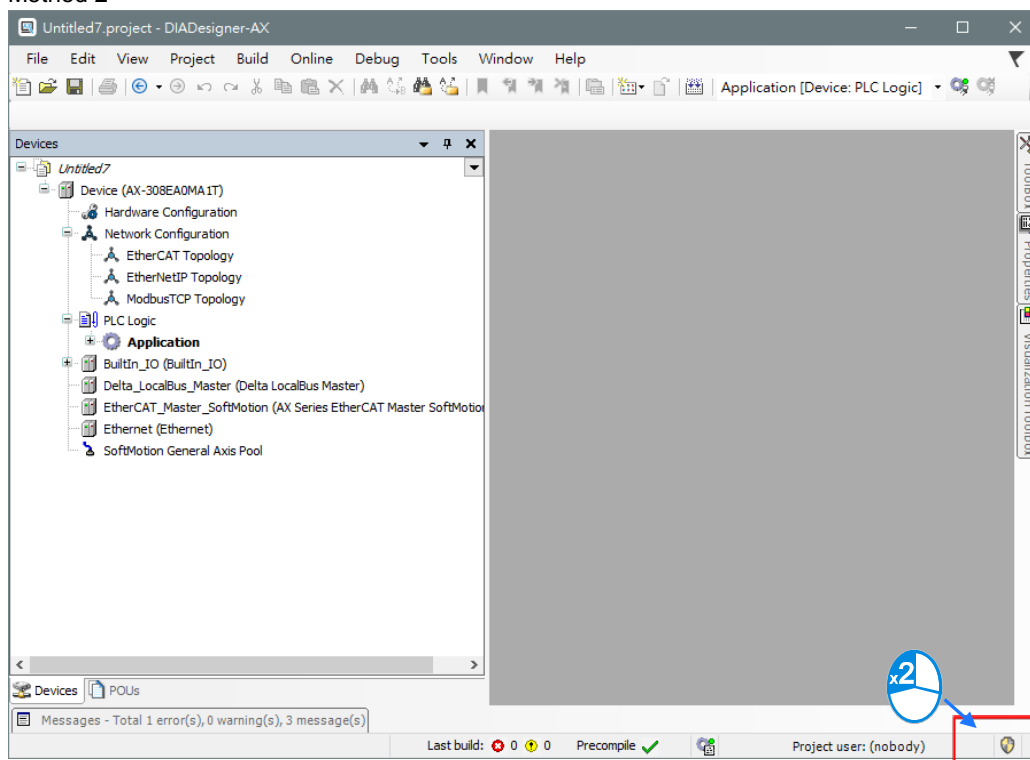 Method 2
Untitled7.project - DIADesigner-AX
File Edit View Project Build Online Debug Tools Window Help
Application [Device: PLC Logic]
Devices
Untitled7
Device (AX-308EA0MA1T)
Hardware Configuration
Network Configuration
EtherCAT Topology
EtherNetIP Topology
ModbusTCP Topology
PLC Logic
Application
BuiltIn_IO (BuiltIn_IO)
Delta_LocalBus_Master (Delta LocalBus Master)
EtherCAT_Master_SoftMotion (AX Series EtherCAT Master SoftMotion
Ethernet (Ethernet)
SoftMotion General Axis Pool
Toolbox
Properties
Visualization Toolbox
x2
Devices POUs
Messages - Total 1 error(s), 0 warning(s), 3 message(s)
Last build: 0 0 Precompile Project user: (nobody)